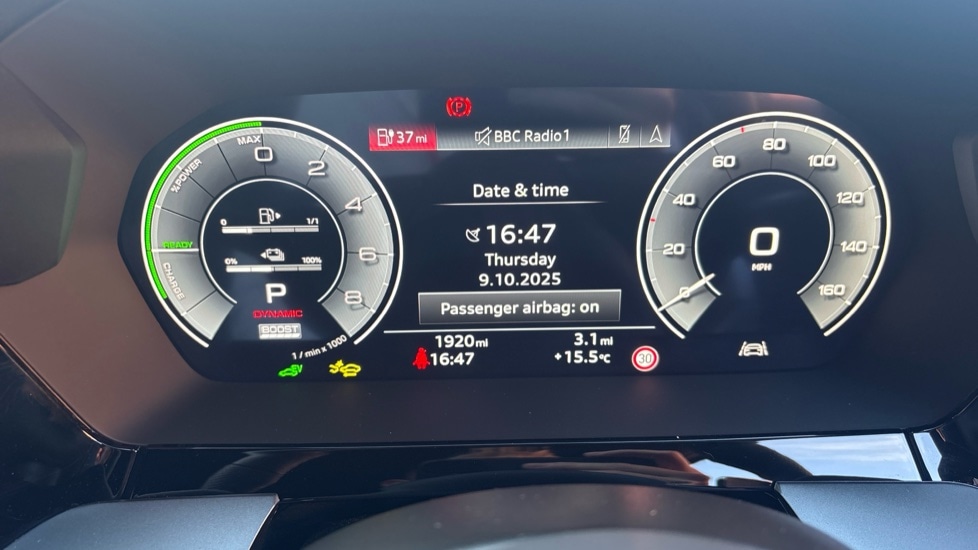 P
37 mi
BBC Radio1
MAX
%POWER
READY
CHARGE
0
2
4
6
8
0 1/1
0% 100%
P
DYNAMIC
BOOST
1 / min x 1000
EV
Date & time
16:47
Thursday
9.10.2025
Passenger airbag: on
1920 mi
3.1 mi
16:47
+15.5°C
30
0
20
40
60
80
100
120
140
160
0
MPH